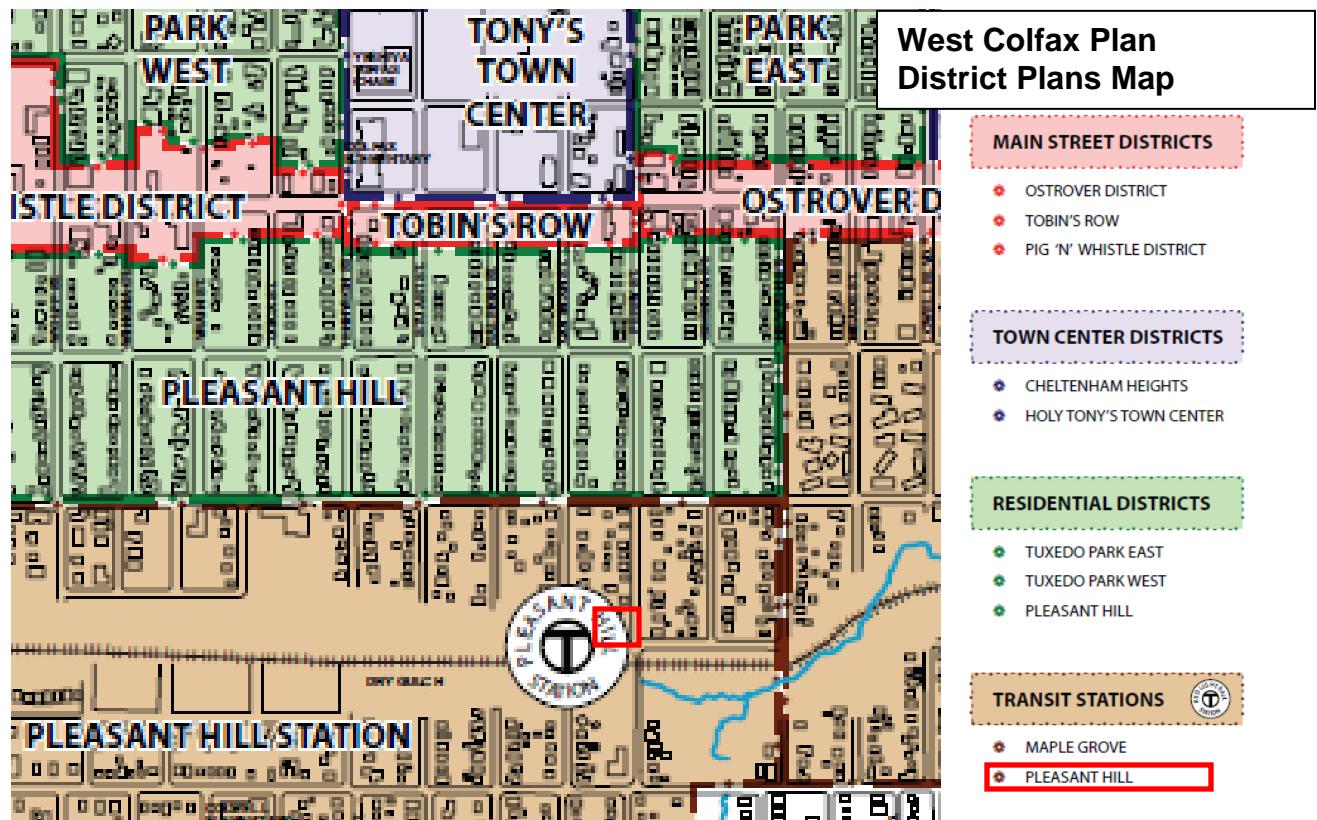 West Colfax Plan
District Plans Map
PARK
WEST
TONY'S
TOWN
CENTER
PARK
EAST
ISTLE DISTRICT
TOBIN'S ROW
OSTROVER D
PLEASANT HILL
PLEASANT HILL
STATION
DRY GULCH
PLEASANT HILL STATION
MAIN STREET DISTRICTS
OSTROVER DISTRICT
TOBIN'S ROW
PIG 'N' WHISTLE DISTRICT
TOWN CENTER DISTRICTS
CHELTENHAM HEIGHTS
HOLY TONY'S TOWN CENTER
RESIDENTIAL DISTRICTS
TUXEDO PARK EAST
TUXEDO PARK WEST
PLEASANT HILL
TRANSIT STATIONS
T
MAPLE GROVE
PLEASANT HILL